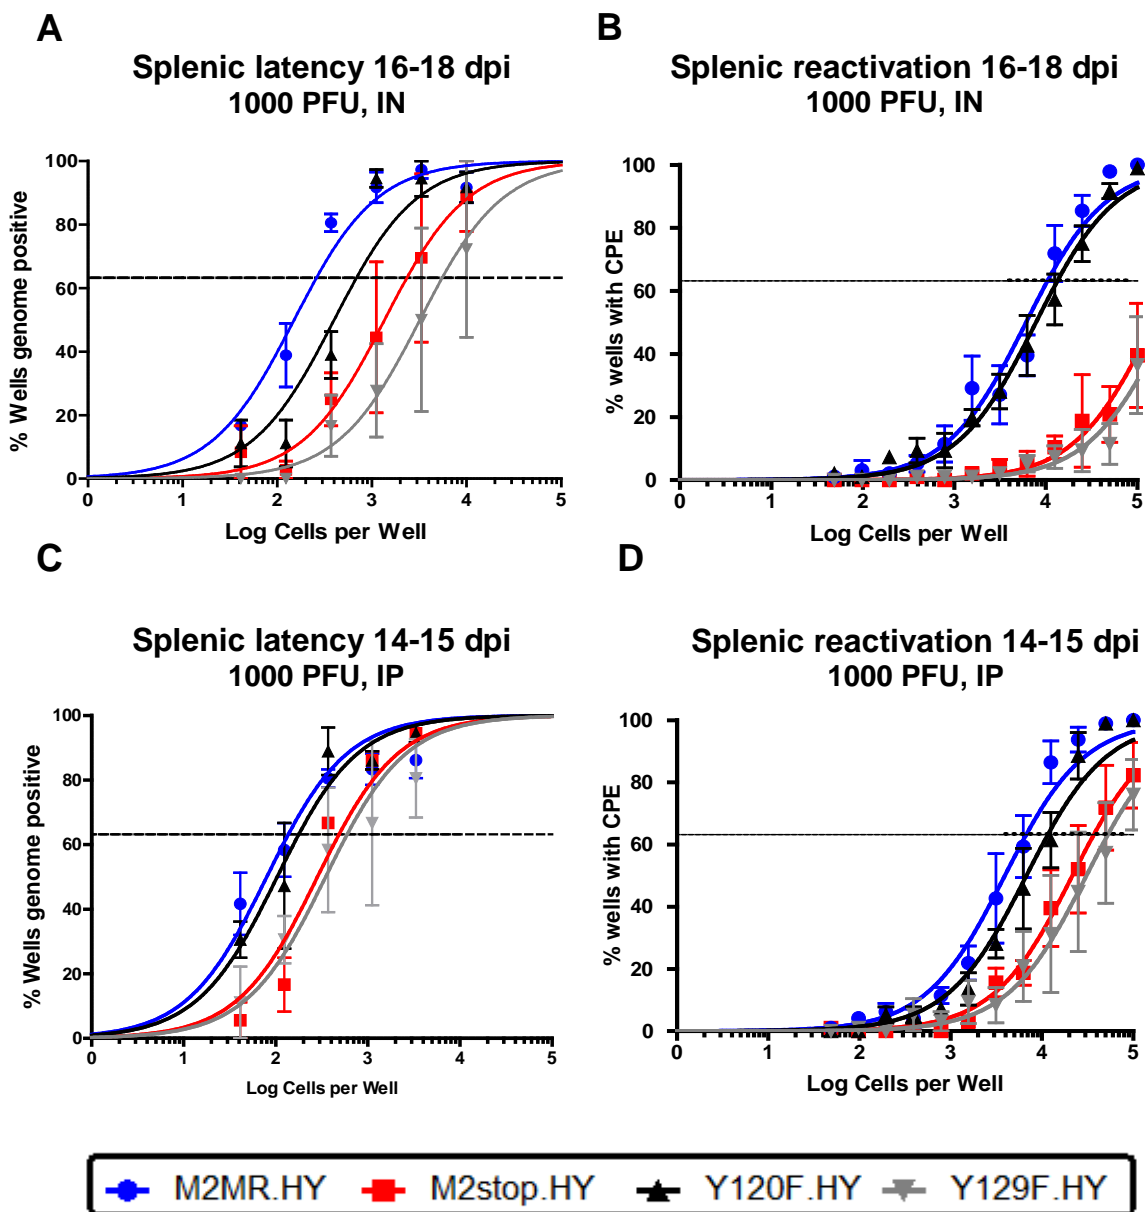 A
Splenic latency 16-18 dpi
1000 PFU, IN
% Wells genome positive
100
80
60
40
20
0
0 1 2 3 4 5
Log Cells per Well
B
Splenic reactivation 16-18 dpi
1000 PFU, IN
% wells with CPE
100
80
60
40
20
0
0 1 2 3 4 5
Log Cells per Well
C
Splenic latency 14-15 dpi
1000 PFU, IP
% Wells genome positive
100
80
60
40
20
0
0 1 2 3 4 5
Log Cells per Well
D
Splenic reactivation 14-15 dpi
1000 PFU, IP
% wells with CPE
100
80
60
40
20
0
0 1 2 3 4 5
Log Cells per Well
M2MR.HY M2stop.HY Y120F.HY Y129F.HY